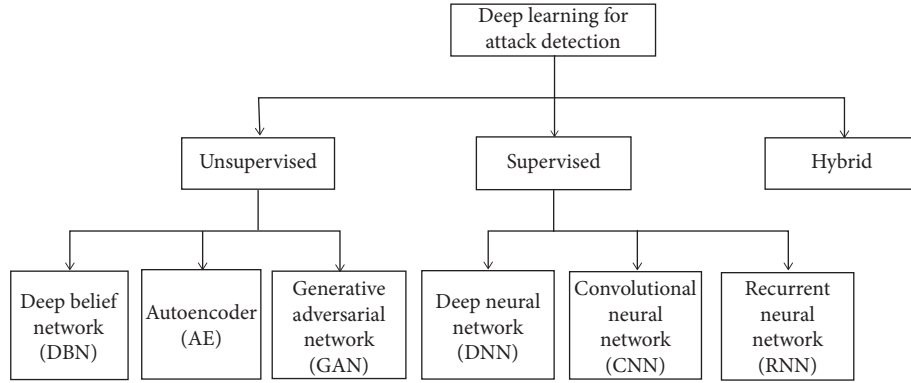 Deep learning for
attack detection
Unsupervised
Supervised
Hybrid
Deep belief
network
(DBN)
Autoencoder
(AE)
Generative
adversarial
network
(GAN)
Deep neural
network
(DNN)
Convolutional
neural
network
(CNN)
Recurrent
neural
network
(RNN)